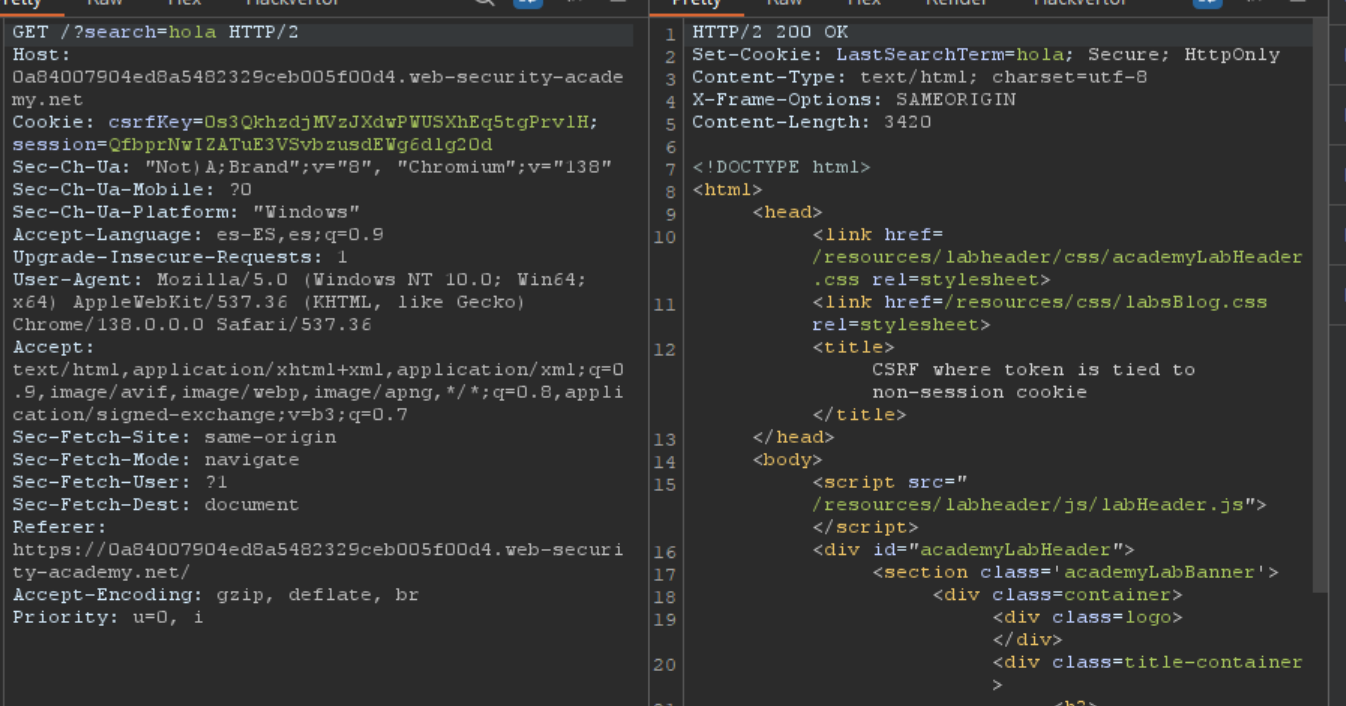 Pretty Raw Hex Hackvertor
GET /?search=hola HTTP/2
Host:
0a84007904ed8a5482329ceb005f00d4.web-security-acade
my.net
Cookie: csrfKey=Os3QkhzdjMVzJXdwPWUSXhEq5tgPrvlH;
session=QfbprNwIZATuE3VSvbzusdEWg6dlg20d
Sec-Ch-Ua: "Not)A;Brand";v="8", "Chromium";v="138"
Sec-Ch-Ua-Mobile: ?0
Sec-Ch-Ua-Platform: "Windows"
Accept-Language: es-ES,es;q=0.9
Upgrade-Insecure-Requests: 1
User-Agent: Mozilla/5.0 (Windows NT 10.0; Win64;
x64) AppleWebKit/537.36 (KHTML, like Gecko)
Chrome/138.0.0.0 Safari/537.36
Accept:
text/html,application/xhtml+xml,application/xml;q=0
.9,image/avif,image/webp,image/apng,*/*;q=0.8,appli
cation/signed-exchange;v=b3;q=0.7
Sec-Fetch-Site: same-origin
Sec-Fetch-Mode: navigate
Sec-Fetch-User: ?1
Sec-Fetch-Dest: document
Referer:
https://0a84007904ed8a5482329ceb005f00d4.web-securi
ty-academy.net/
Accept-Encoding: gzip, deflate, br
Priority: u=0, i
Pretty Raw Hex Render Hackvertor
1 HTTP/2 200 OK
2 Set-Cookie: LastSearchTerm=hola; Secure; HttpOnly
3 Content-Type: text/html; charset=utf-8
4 X-Frame-Options: SAMEORIGIN
5 Content-Length: 3420
6
7 <!DOCTYPE html>
8 <html>
9 <head>
10 <link href=
/resources/labheader/css/academyLabHeader
.css rel=stylesheet>
11 <link href=/resources/css/labsBlog.css
rel=stylesheet>
12 <title>
CSRF where token is tied to
non-session cookie
</title>
13 </head>
14 <body>
15 <script src="
/resources/labheader/js/labHeader.js">
</script>
16 <div id="academyLabHeader">
17 <section class='academyLabBanner'>
18 <div class=container>
19 <div class=logo>
</div>
20 <div class=title-container
>
<h2>